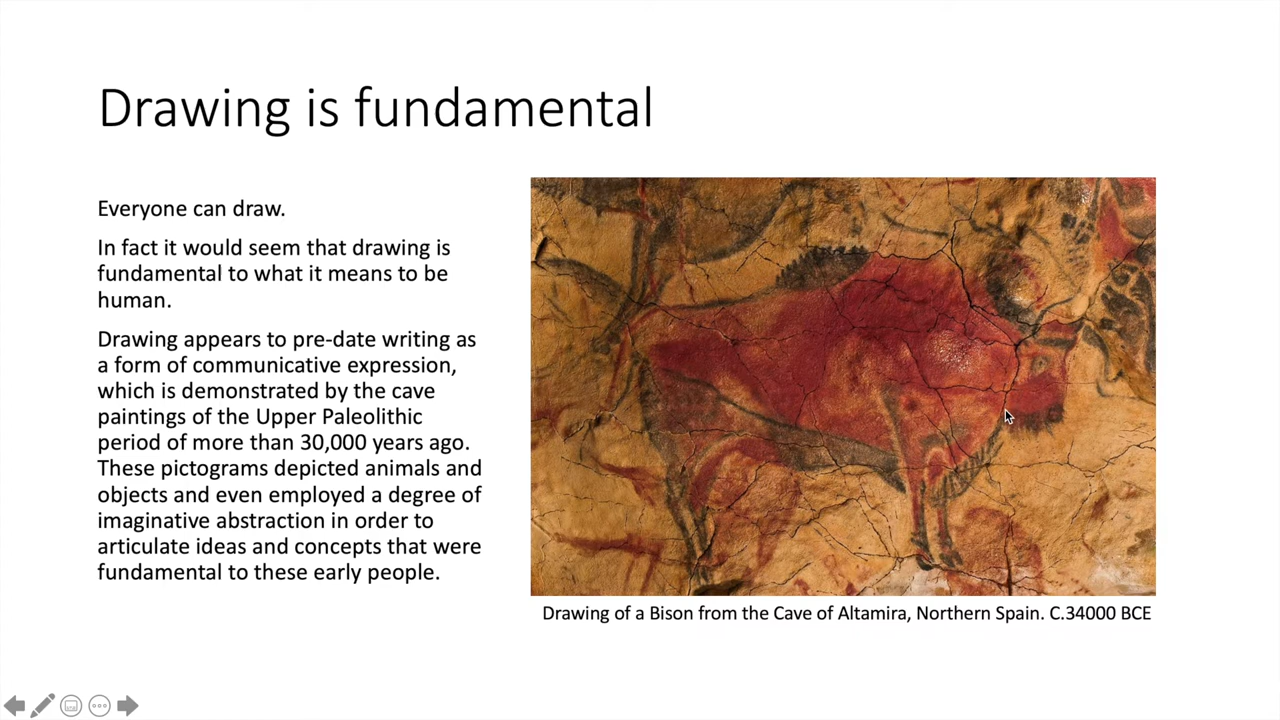 Drawing is fundamental
Everyone can draw.
In fact it would seem that drawing is
fundamental to what it means to be
human.
Drawing appears to pre-date writing as
a form of communicative expression,
which is demonstrated by the cave
paintings of the Upper Paleolithic
period of more than 30,000 years ago.
These pictograms depicted animals and
objects and even employed a degree of
imaginative abstraction in order to
articulate ideas and concepts that were
fundamental to these early people.
Drawing of a Bison from the Cave of Altamira, Northern Spain. C.34000 BCE